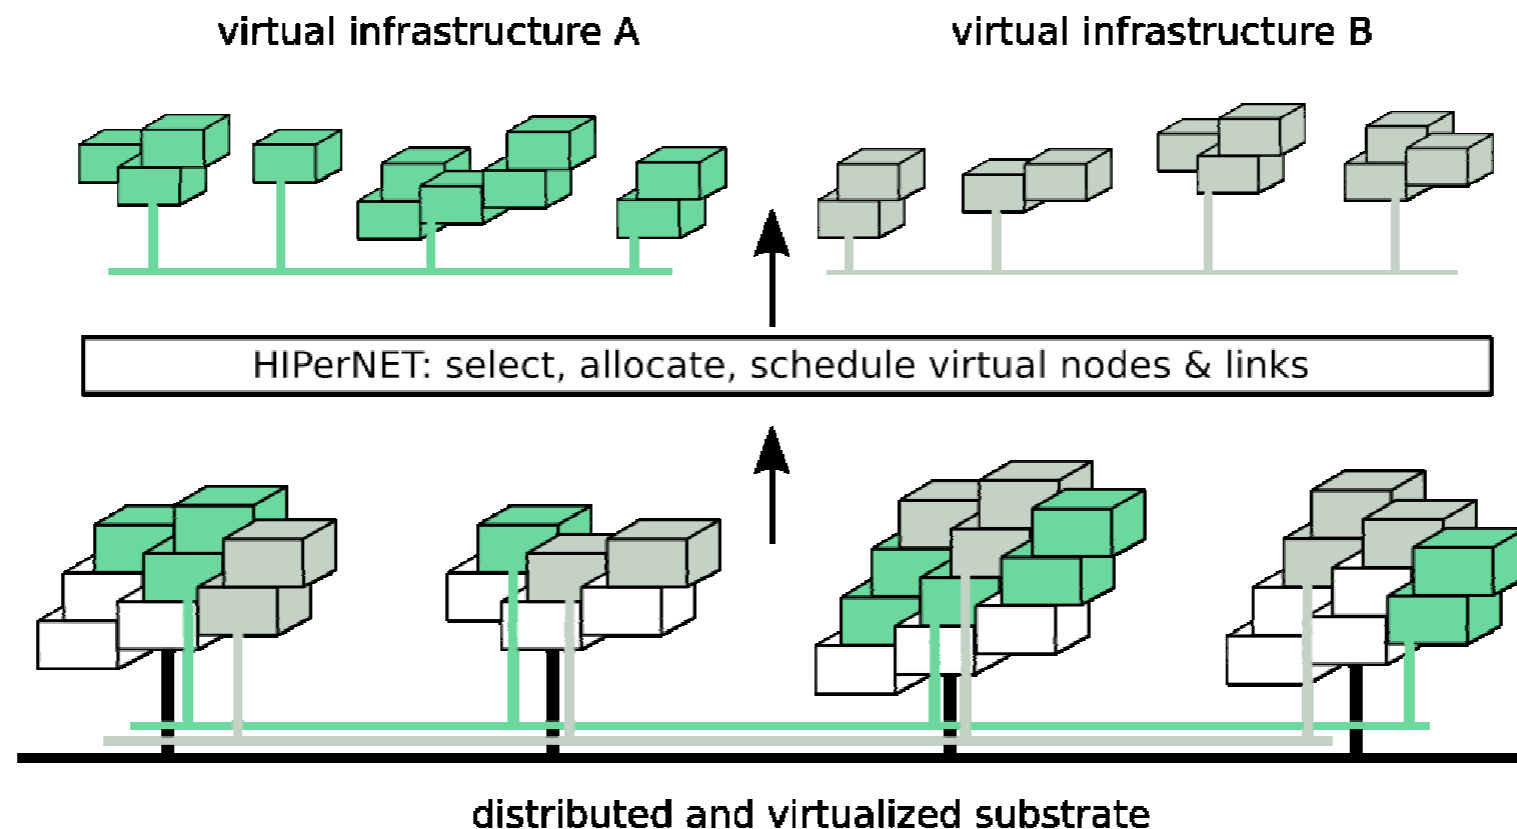 virtual infrastructure A
virtual infrastructure B
HIPerNET: select, allocate, schedule virtual nodes & links
distributed and virtualized substrate